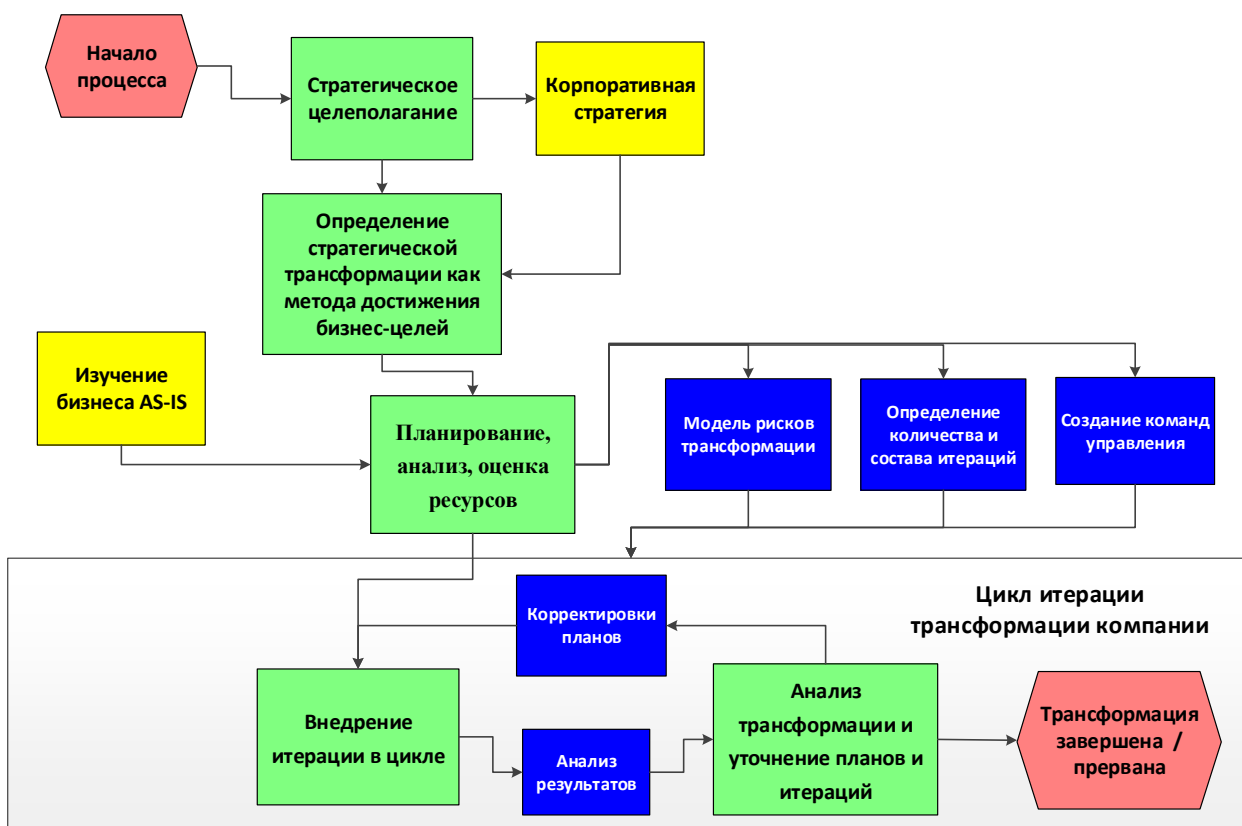 Начало
процесса
Стратегическое
целеполагание
Корпоративная
стратегия
Определение
стратегической
трансформации как
метода достижения
бизнес-целей
Изучение
бизнеса AS-IS
Планирование,
анализ, оценка
ресурсов
Модель рисков
трансформации
Определение
количества и
состава итераций
Создание команд
управления
Цикл итерации
трансформации компании
Корректировки
планов
Внедрение
итерации в цикле
Анализ
результатов
Анализ
трансформации и
уточнение планов и
итераций
Трансформация
завершена /
прервана